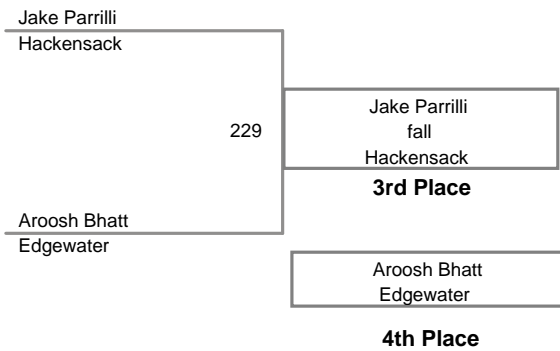 Jake Parrilli
Hackensack
229
Jake Parrilli
fall
Hackensack
3rd Place
Aroosh Bhatt
Edgewater
Aroosh Bhatt
Edgewater
4th Place